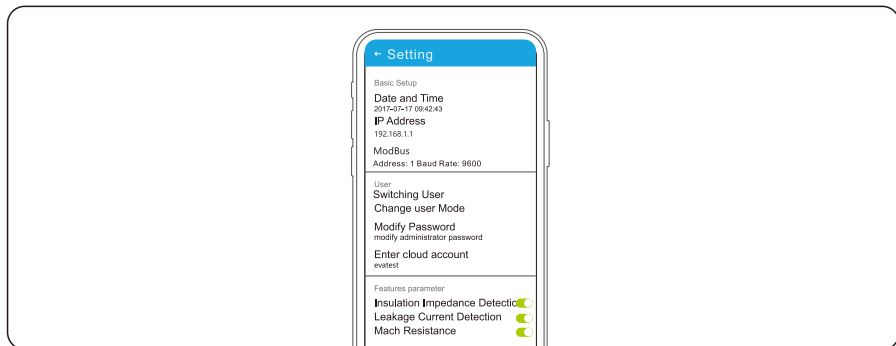 ← Setting
Basic Setup
Date and Time
2017-07-17 09:42:43
IP Address
192.168.1.1
ModBus
Address: 1 Baud Rate: 9600
User
Switching User
Change user Mode
Modify Password
modify administrator password
Enter cloud account
evatest
Features parameter
Insulation Impedance Detectio
Leakage Current Detection
Mach Resistance